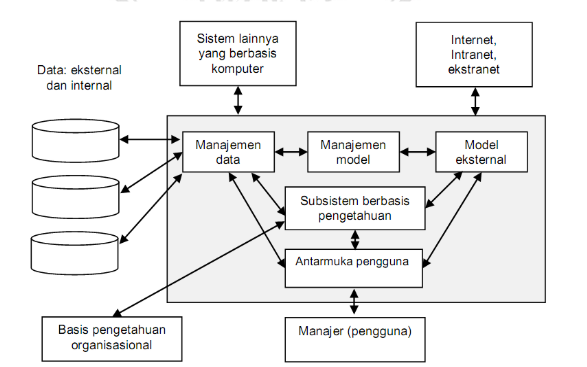 Sistem lainnya
yang berbasis
komputer
Internet,
Intranet,
ekstranet
Data: eksternal
dan internal
Manajemen
data
Manajemen
model
Model
eksternal
Subsistem berbasis
pengetahuan
Antarmuka pengguna
Basis pengetahuan
organisasional
Manajer (pengguna)